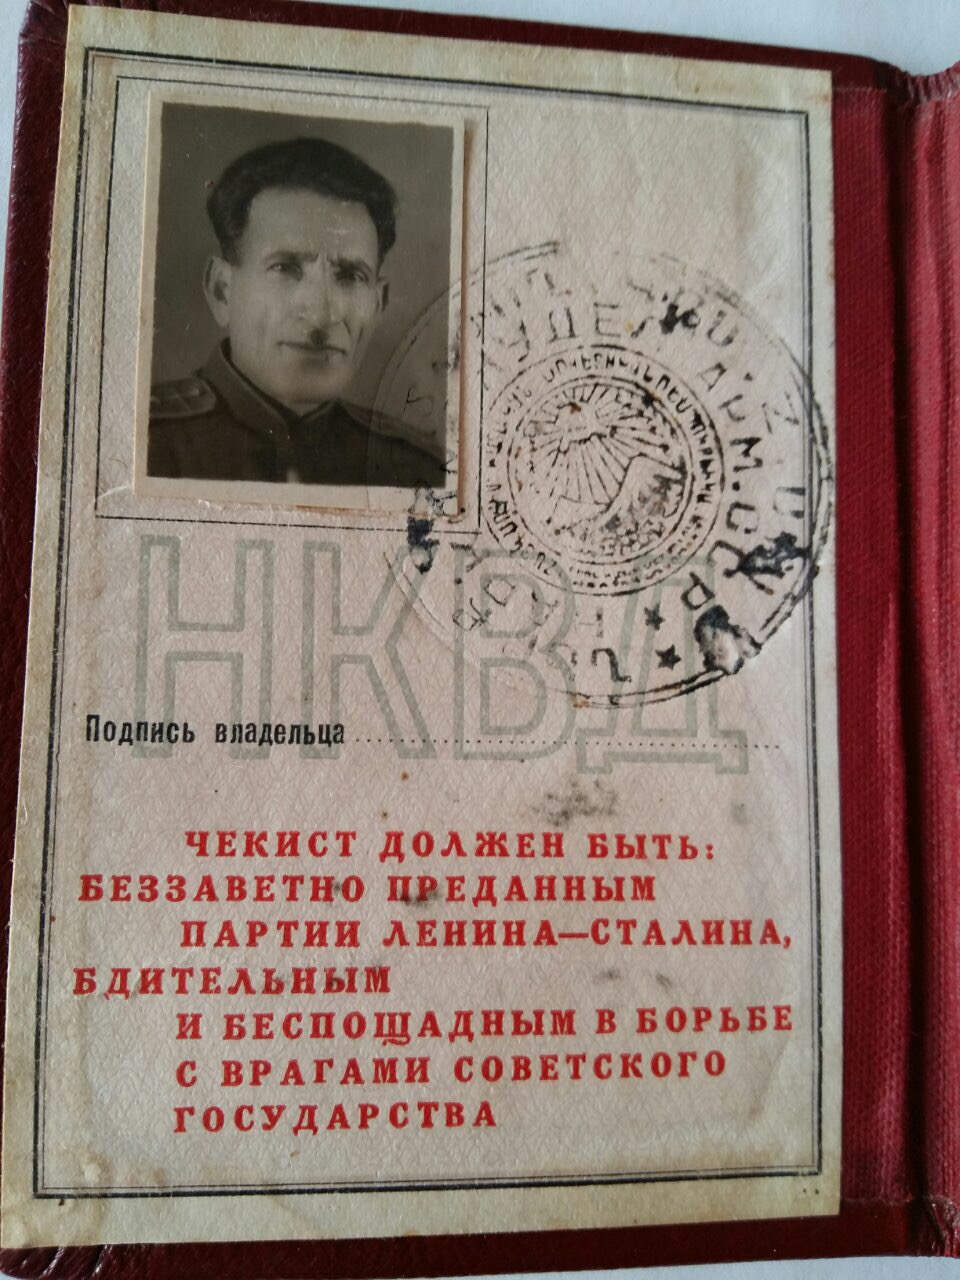 НКВД
Подпись владельца
ЧЕКИСТ ДОЛЖЕН БЫТЬ:
БЕЗЗАВЕТНО ПРЕДАННЫМ
ПАРТИИ ЛЕНИНА—СТАЛИНА,
БДИТЕЛЬНЫМ
И БЕСПОЩАДНЫМ В БОРЬБЕ
С ВРАГАМИ СОВЕТСКОГО
ГОСУДАРСТВА